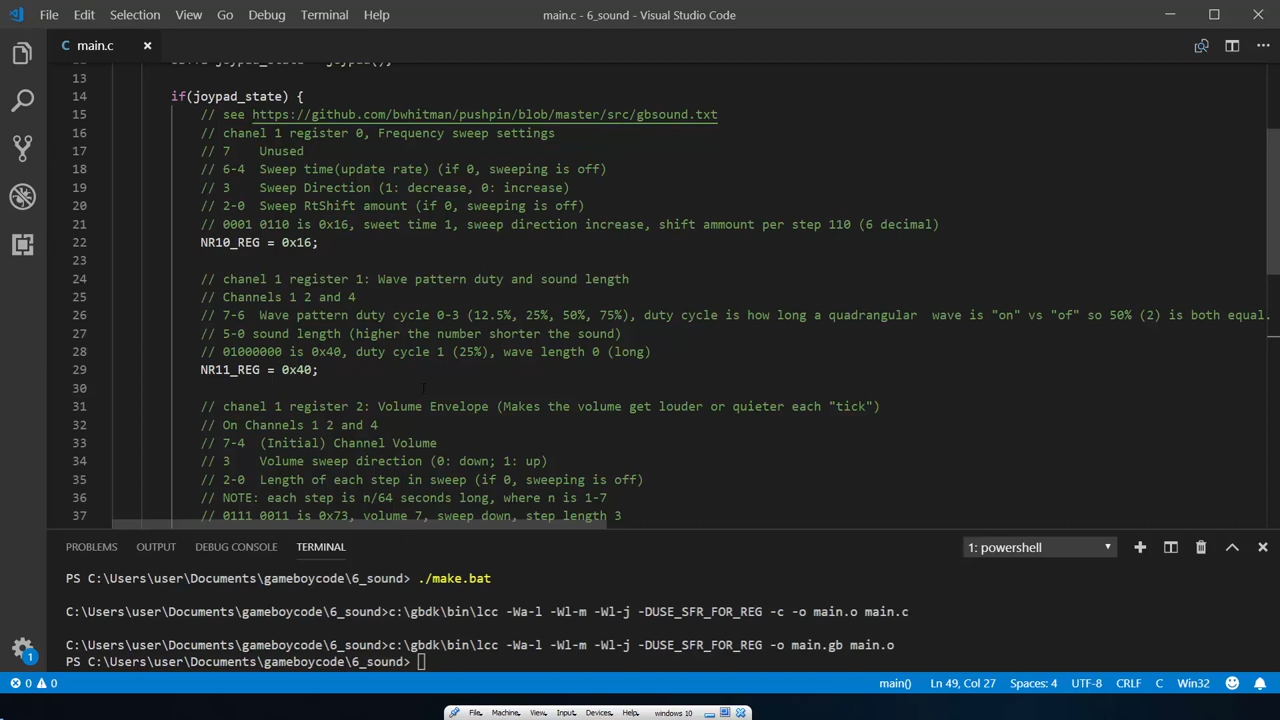 File Edit Selection View Go Debug Terminal Help main.c - 6_sound - Visual Studio Code
main.c
13
14 if(joypad_state) {
15 // see https://github.com/bwhitman/pushpin/blob/master/src/gbsound.txt
16 // chanel 1 register 0, Frequency sweep settings
17 // 7 Unused
18 // 6-4 Sweep time(update rate) (if 0, sweeping is off)
19 // 3 Sweep Direction (1: decrease, 0: increase)
20 // 2-0 Sweep RtShift amount (if 0, sweeping is off)
21 // 0001 0110 is 0x16, sweet time 1, sweep direction increase, shift ammount per step 110 (6 decimal)
22 NR10_REG = 0x16;
23
24 // chanel 1 register 1: Wave pattern duty and sound length
25 // Channels 1 2 and 4
26 // 7-6 Wave pattern duty cycle 0-3 (12.5%, 25%, 50%, 75%), duty cycle is how long a quadrangular wave is "on" vs "of" so 50% (2) is both equal.
27 // 5-0 sound length (higher the number shorter the sound)
28 // 01000000 is 0x40, duty cycle 1 (25%), wave length 0 (long)
29 NR11_REG = 0x40;
30
31 // chanel 1 register 2: Volume Envelope (Makes the volume get louder or quieter each "tick")
32 // On Channels 1 2 and 4
33 // 7-4 (Initial) Channel Volume
34 // 3 Volume sweep direction (0: down; 1: up)
35 // 2-0 Length of each step in sweep (if 0, sweeping is off)
36 // NOTE: each step is n/64 seconds long, where n is 1-7
37 // 0111 0011 is 0x73, volume 7, sweep down, step length 3
PROBLEMS OUTPUT DEBUG CONSOLE TERMINAL 1: powershell
PS C:\Users\user\Documents\gameboycode\6_sound> ./make.bat
C:\Users\user\Documents\gameboycode\6_sound>c:\gbdk\bin\lcc -Wa-l -Wl-m -Wl-j -DUSE_SFR_FOR_REG -c -o main.o main.c
C:\Users\user\Documents\gameboycode\6_sound>c:\gbdk\bin\lcc -Wa-l -Wl-m -Wl-j -DUSE_SFR_FOR_REG -o main.gb main.o
PS C:\Users\user\Documents\gameboycode\6_sound>
1
0 0 main() Ln 49, Col 27 Spaces: 4 UTF-8 CRLF C Win32
File Machine View Input Devices Help windows 10